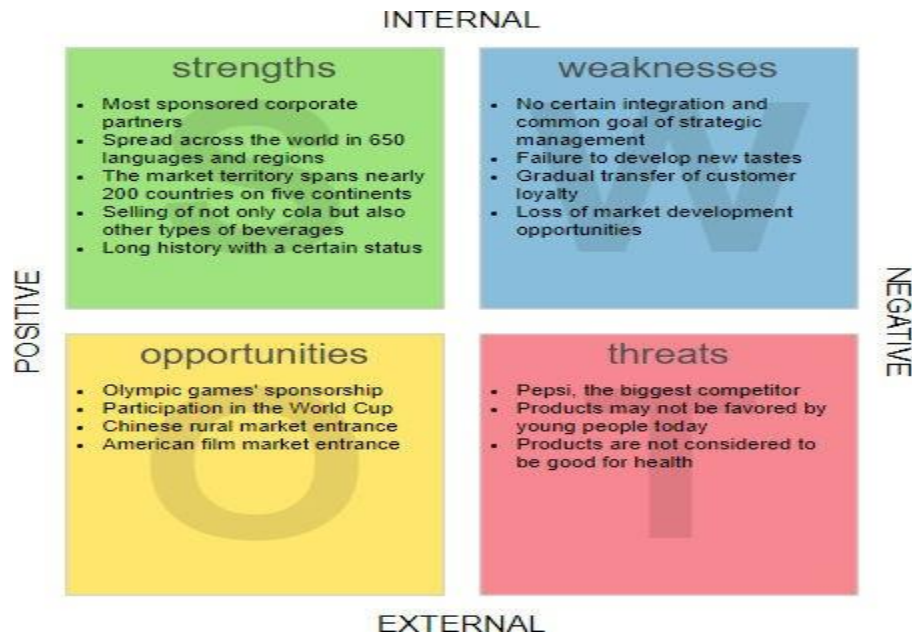 INTERNAL
strengths
• Most sponsored corporate
partners
• Spread across the world in 650
languages and regions
• The market territory spans nearly
200 countries on five continents
• Selling of not only cola but also
other types of beverages
• Long history with a certain status
S
weaknesses
• No certain integration and
common goal of strategic
management
• Failure to develop new tastes
• Gradual transfer of customer
loyalty
• Loss of market development
opportunities
W
POSITIVE
NEGATIVE
opportunities
• Olympic games' sponsorship
• Participation in the World Cup
• Chinese rural market entrance
• American film market entrance
O
threats
• Pepsi, the biggest competitor
• Products may not be favored by
young people today
• Products are not considered to
be good for health
T
EXTERNAL